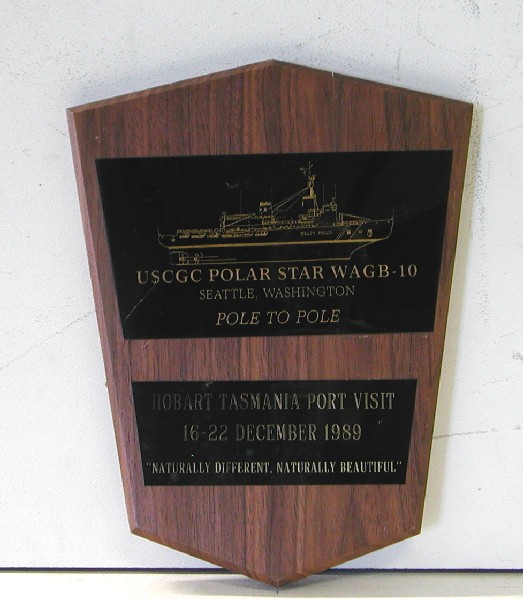 USCGC POLAR STAR WAGB-10
SEATTLE, WASHINGTON
POLE TO POLE
HOBART TASMANIA PORT VISIT
16-22 DECEMBER 1989
"NATURALLY DIFFERENT, NATURALLY BEAUTIFUL"